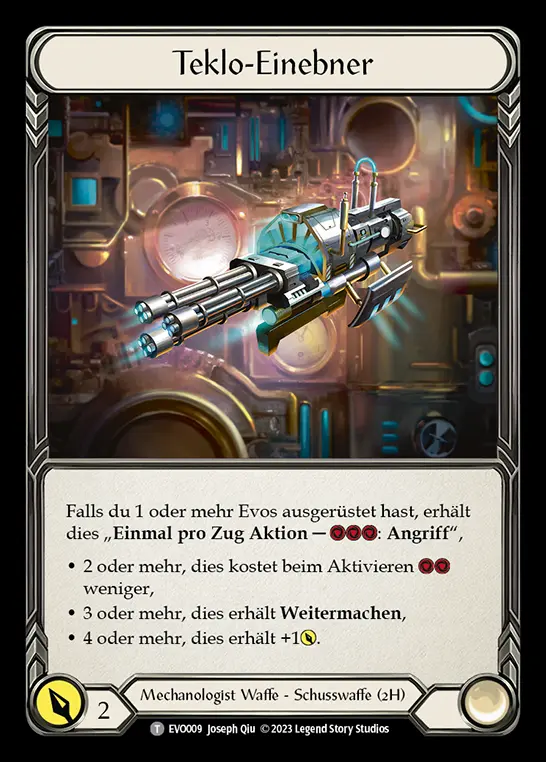 Teklo-Einebner
Falls du 1 oder mehr Evos ausgerüstet hast, erhält
dies „Einmal pro Zug Aktion — : Angriff“,
• 2 oder mehr, dies kostet beim Aktivieren
weniger,
• 3 oder mehr, dies erhält Weitermachen,
• 4 oder mehr, dies erhält +1.
2
Mechanologist Waffe - Schusswaffe (2H)
T EVO009 Joseph Qiu © 2023 Legend Story Studios